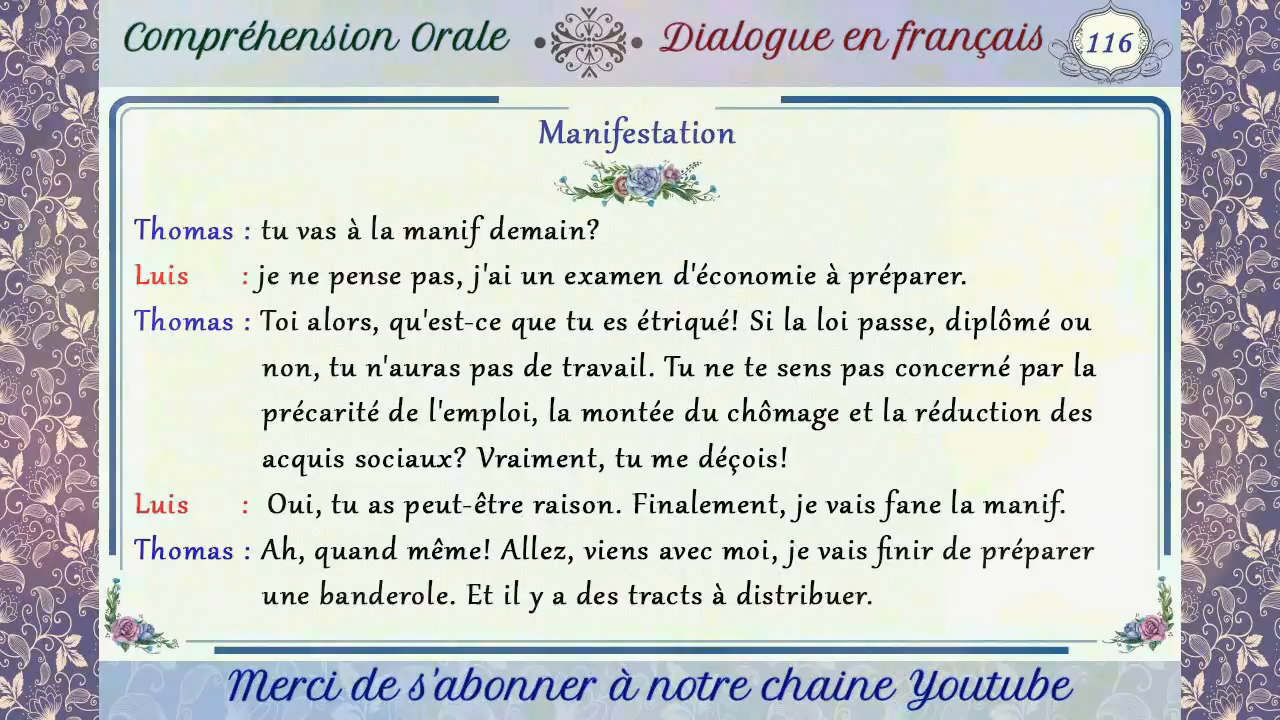 Compréhension Orale
Dialogue en français
116
Manifestation
Thomas : tu vas à la manif demain?
Luis : je ne pense pas, j'ai un examen d'économie à préparer.
Thomas : Toi alors, qu'est-ce que tu es étriqué! Si la loi passe, diplômé ou
non, tu n'auras pas de travail. Tu ne te sens pas concerné par la
précarité de l'emploi, la montée du chômage et la réduction des
acquis sociaux? Vraiment, tu me déçois!
Luis : Oui, tu as peut-être raison. Finalement, je vais fane la manif.
Thomas : Ah, quand même! Allez, viens avec moi, je vais finir de préparer
une banderole. Et il y a des tracts à distribuer.
Merci de s'abonner à notre chaine Youtube